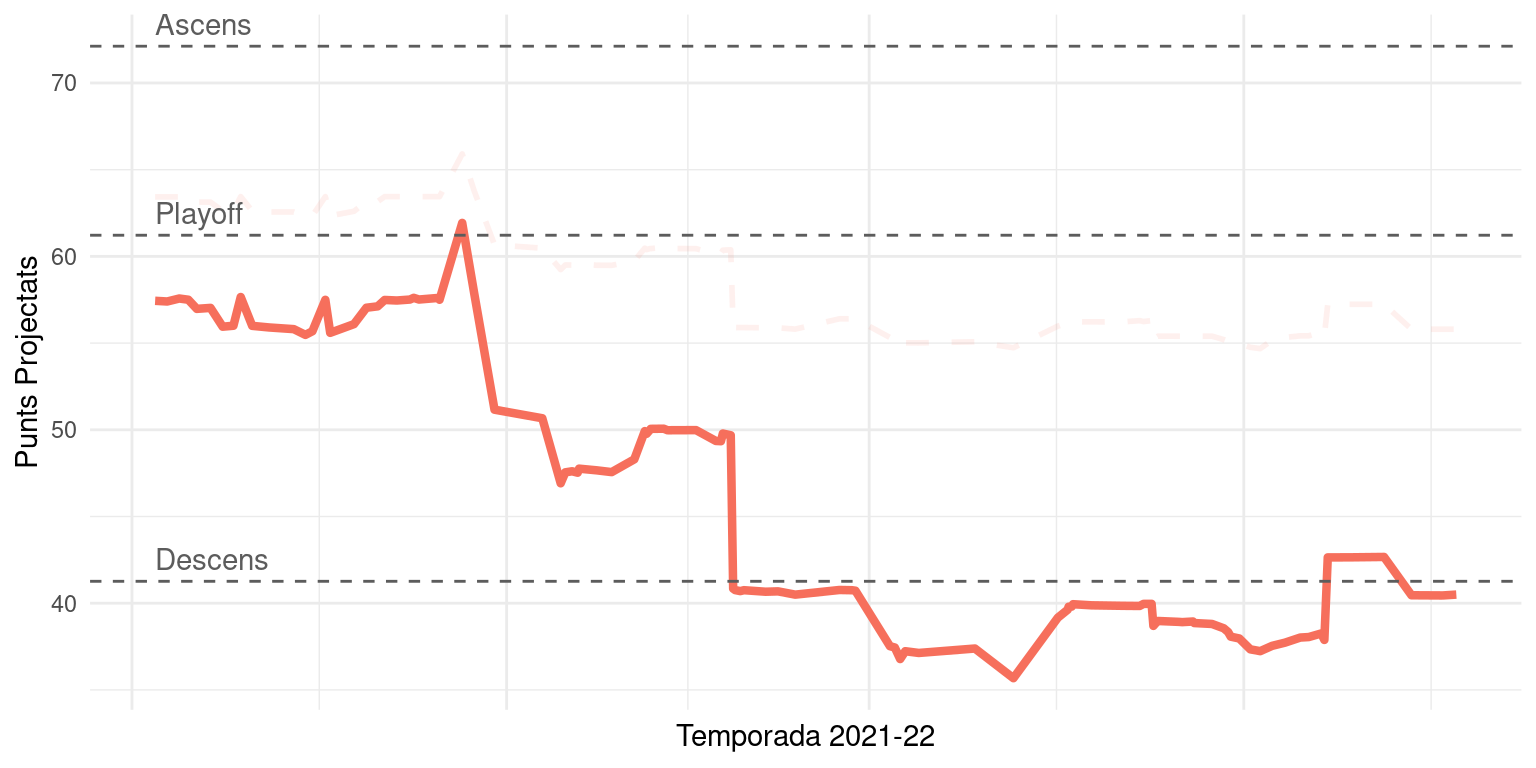 Ascens
70
Playoff
60
Punts Projectats
50
Descens
40
Temporada 2021-22